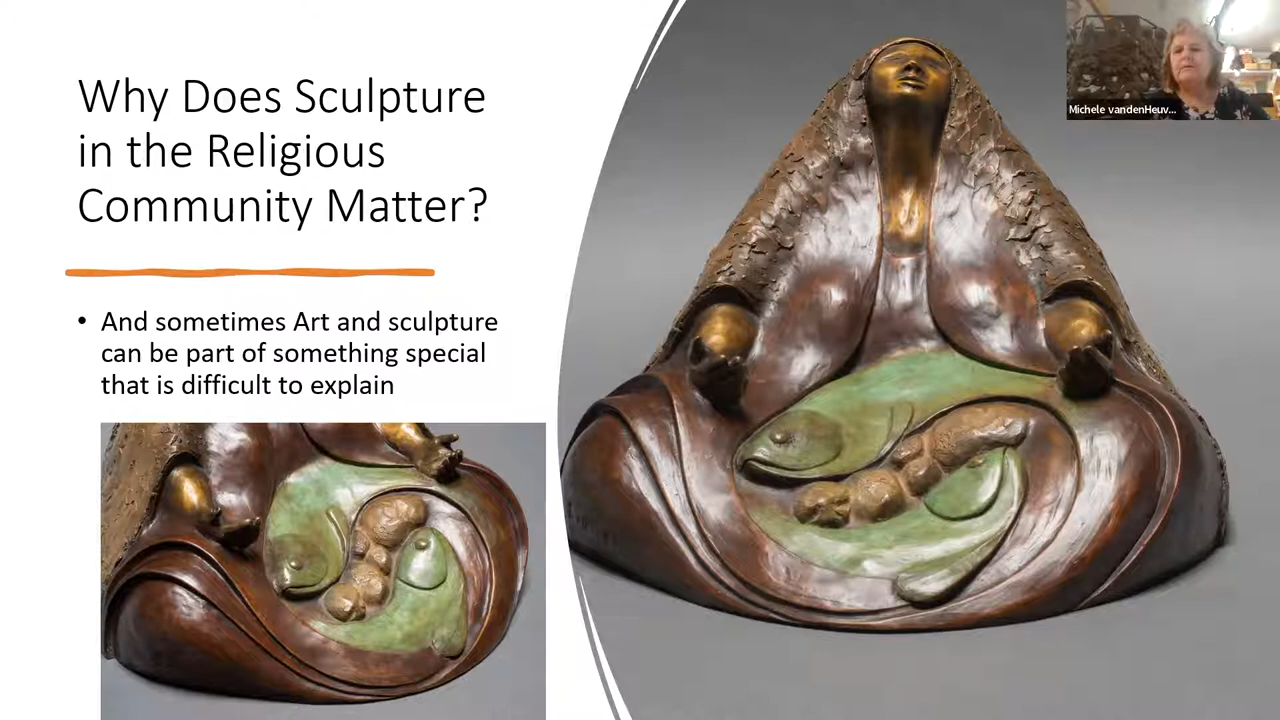 Why Does Sculpture
in the Religious
Community Matter?
• And sometimes Art and sculpture
can be part of something special
that is difficult to explain
Michele vandenHeuv...